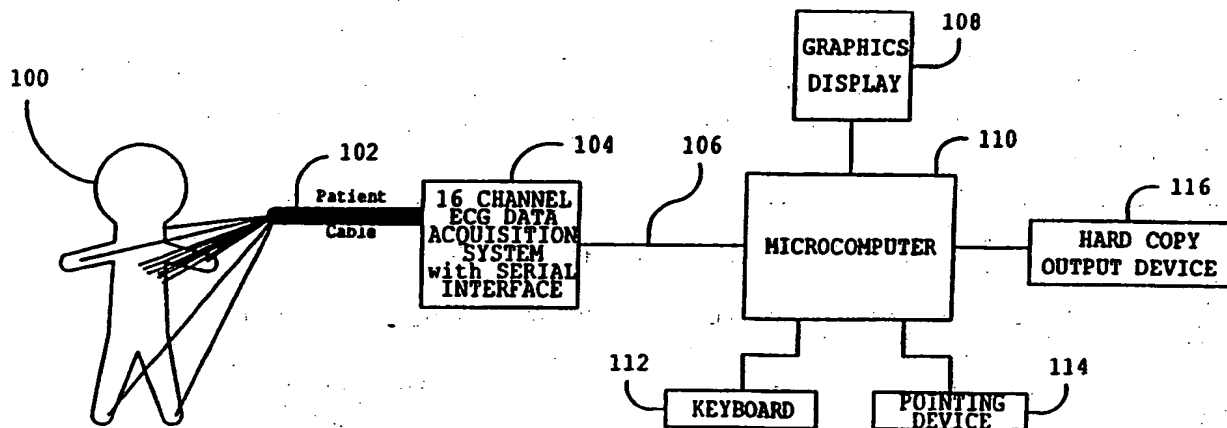 100
102
Patient
Cable
104
16 CHANNEL
ECG DATA
ACQUISITION
SYSTEM
with SERIAL
INTERFACE
106
GRAPHICS
DISPLAY
108
110
MICROCOMPUTER
116
HARD COPY
OUTPUT DEVICE
112
KEYBOARD
114
POINTING
DEVICE